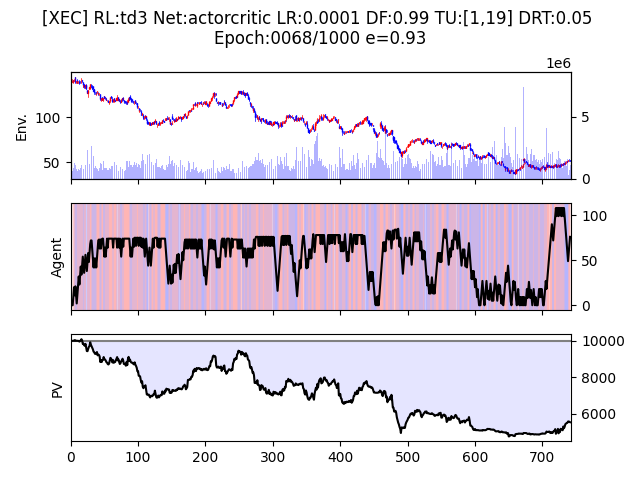 [XEC] RL:td3 Net:actorcritic LR:0.0001 DF:0.99 TU:[1,19] DRT:0.05
Epoch:0068/1000 e=0.93
1e6
Env.
100
50
5
0
Agent
100
50
0
PV
10000
8000
6000
0 100 200 300 400 500 600 700